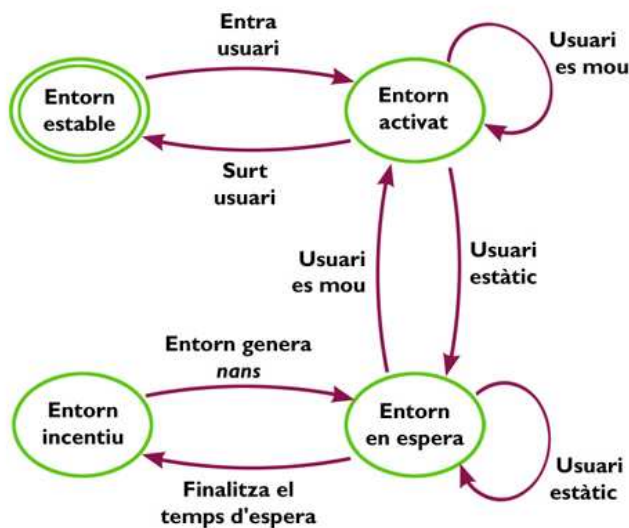 Entra
usuari
Usuari
es mou
Entorn
estable
Entorn
activat
Surt
usuari
Usuari
es mou
Usuari
estàtic
Entorn genera
nans
Entorn
incentiu
Entorn
en espera
Usuari
estàtic
Finalitza el
temps d'espera